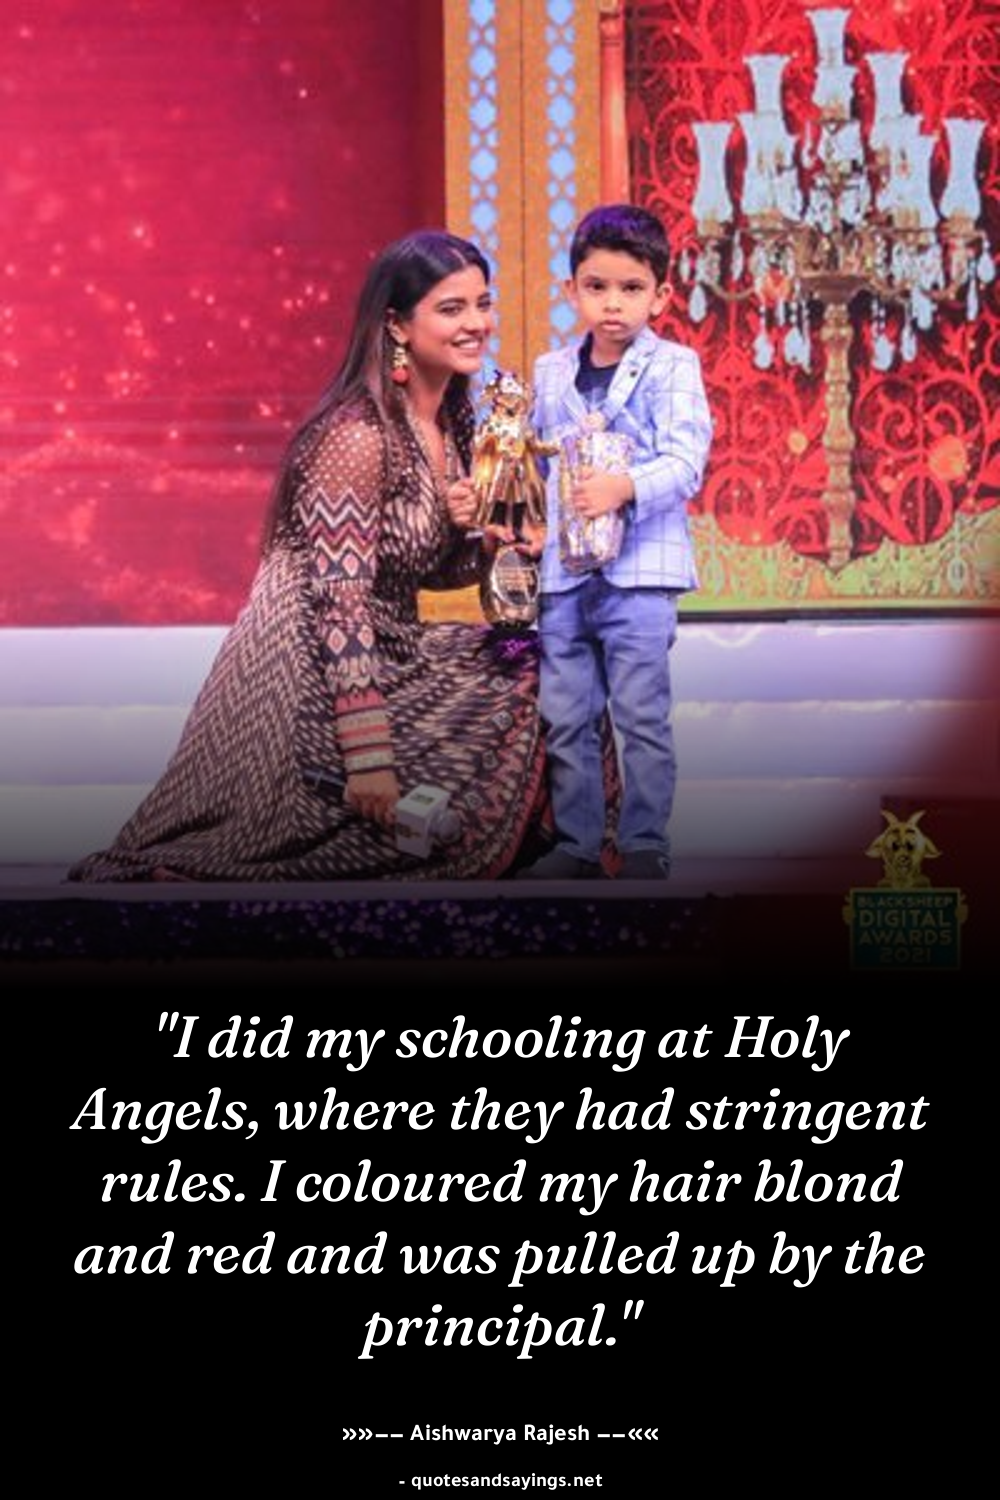 BLACKSHEEP
DIGITAL
AWARDS
2021
"I did my schooling at Holy
Angels, where they had stringent
rules. I coloured my hair blond
and red and was pulled up by the
principal."
»»–– Aishwarya Rajesh ––««
- quotesandsayings.net